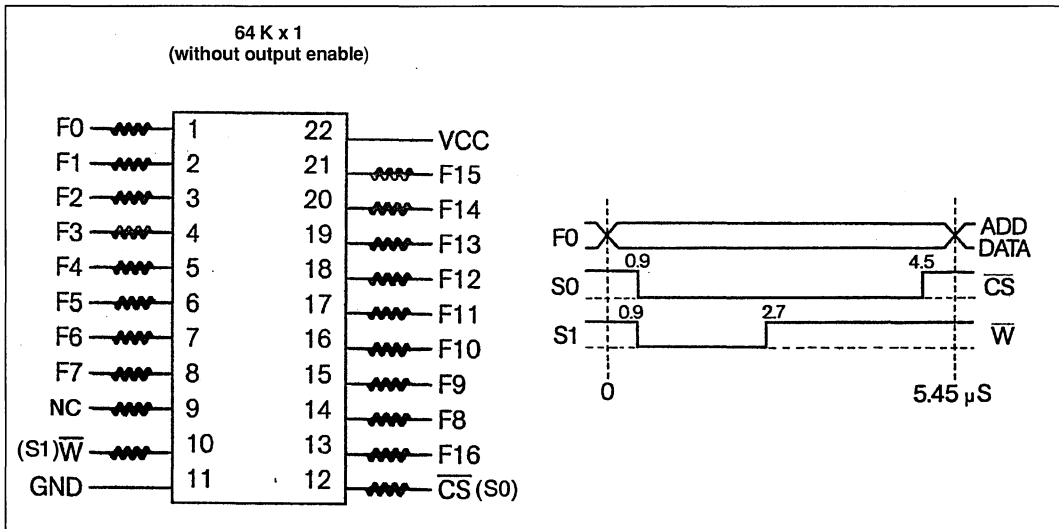 64 K x 1
(without output enable)
F0 1 22 VCC
F1 2 21 F15
F2 3 20 F14
F3 4 19 F13
F4 5 18 F12
F5 6 17 F11
F6 7 16 F10
F7 8 15 F9
NC 9 14 F8
(S1) W̅ 10 13 F16
GND 11 12 C̅S̅ (S0)
F0 ADD
DATA
0.9 4.5
S0 C̅S̅
0.9 2.7
S1 W̅
0 5.45 µS